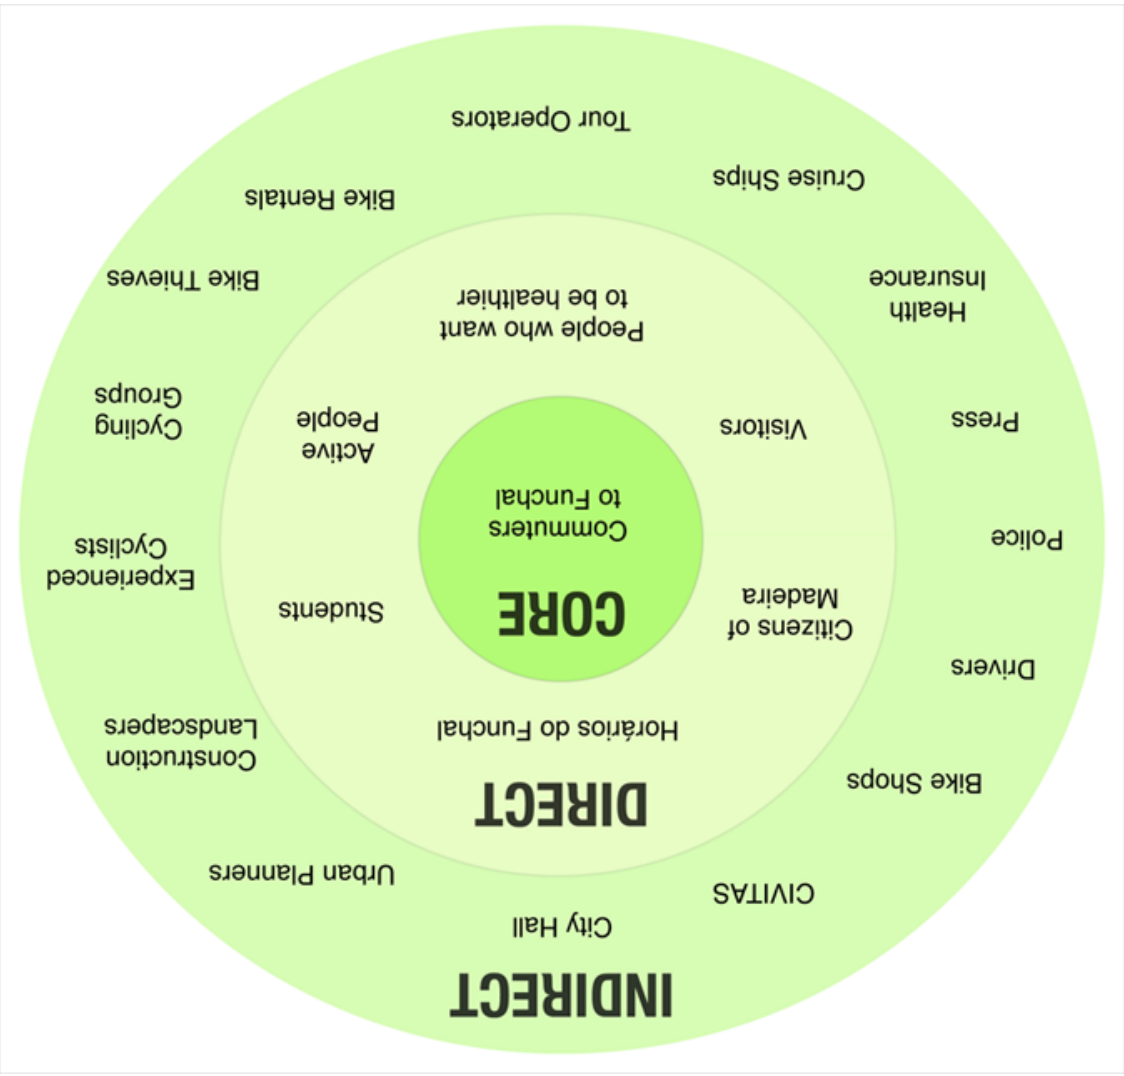 INDIRECT
City Hall
CIVITAS
Urban Planners
Bike Shops
Construction
Landscapers
Drivers
Experienced
Cyclists
Police
Cycling
Groups
Press
Bike Thieves
Health
Insurance
Bike Rentals
Cruise Ships
Tour Operators
DIRECT
Horários do Funchal
Citizens of
Madeira
Students
Visitors
Active
People
People who want
to be healthier
CORE
Commuters
to Funchal